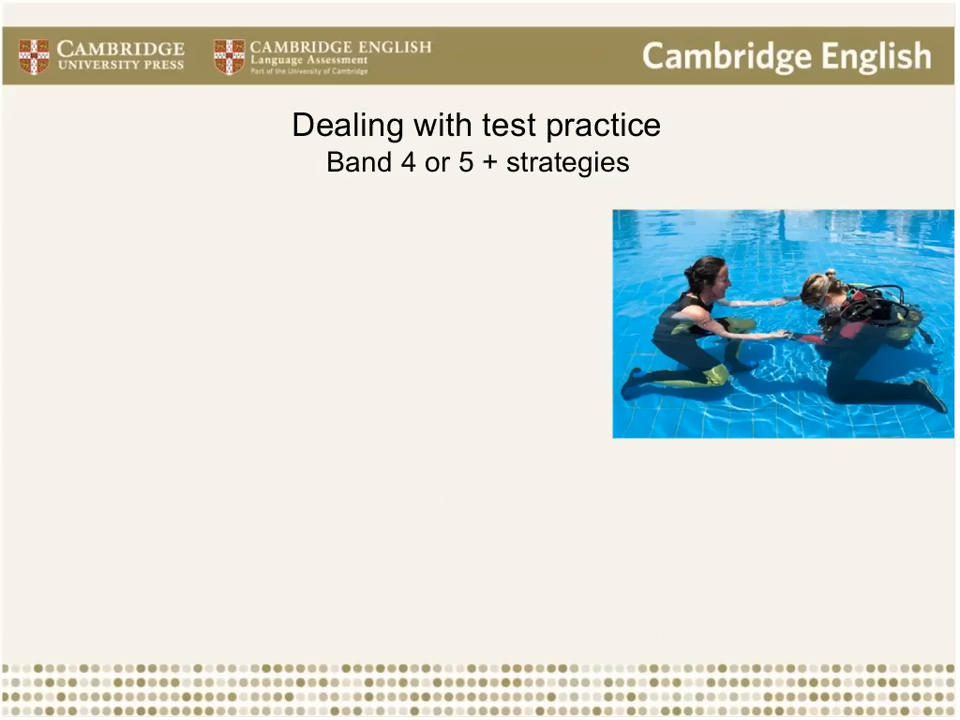 CAMBRIDGE
UNIVERSITY PRESS
CAMBRIDGE ENGLISH
Language Assessment
Part of the University of Cambridge
Cambridge English
Dealing with test practice
Band 4 or 5 + strategies